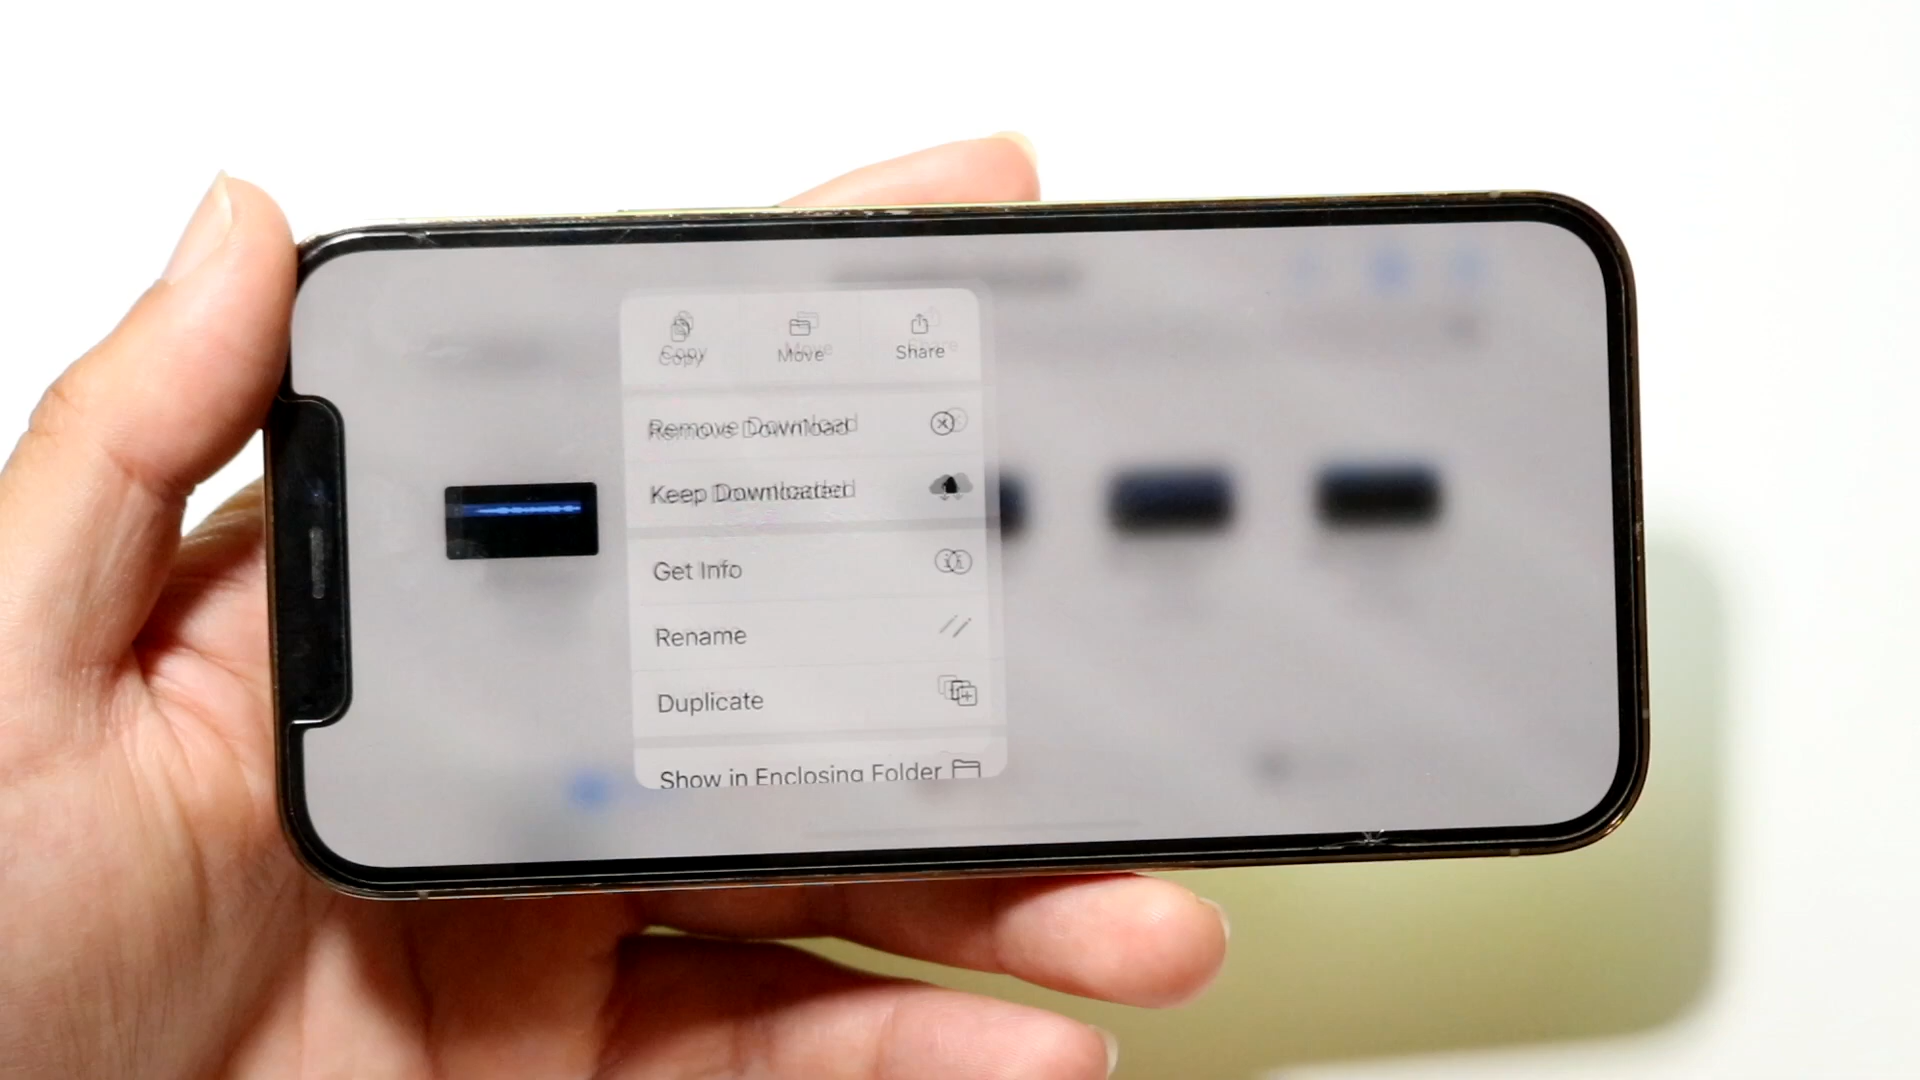 Copy
Move
Share
Remove Download
Keep Downloaded
Get Info
Rename
Duplicate
Show in Enclosing Folder